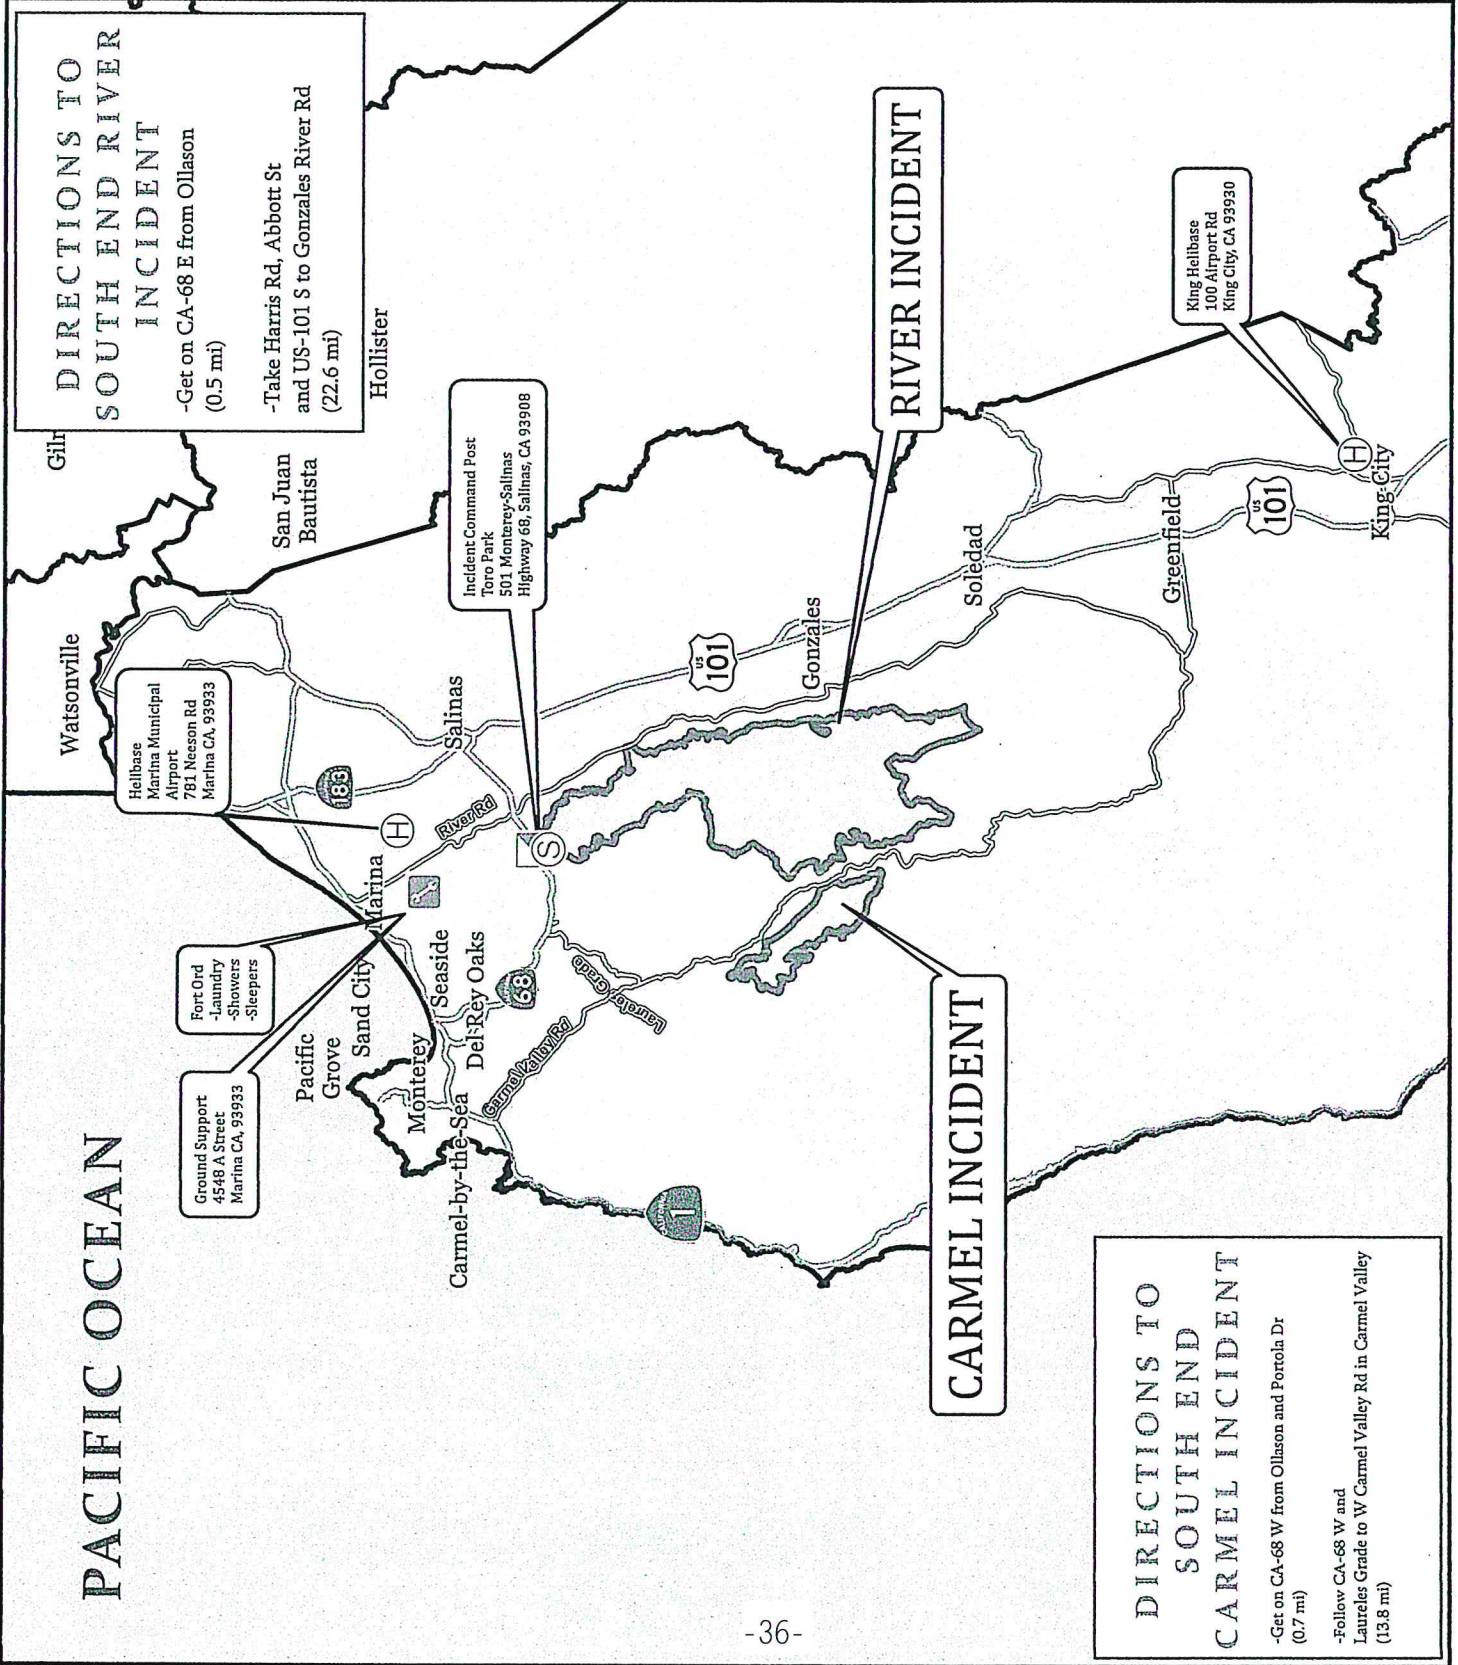 PACIFIC OCEAN
DIRECTIONS TO
SOUTH END RIVER
INCIDENT
-Get on CA-68 E from Ollason
(0.5 mi)
-Take Harris Rd, Abbott St
and US-101 S to Gonzales River Rd
(22.6 mi)
Gilr
Hollister
San Juan
Bautista
Watsonville
Helibase
Marina Municipal
Airport
781 Neeson Rd
Marina CA, 93933
Fort Ord
-Laundry
-Showers
-Sleepers
Ground Support
4548 A Street
Marina CA, 93933
Incident Command Post
Toro Park
501 Monterey-Salinas
Highway 68, Salinas, CA 93908
183
H
Salinas
River Rd
S
Marina
Sand City
Seaside
Pacific
Grove
Monterey
Del Rey Oaks
68
Laureles Grade
Carmel Valley Rd
Carmel-by-the-Sea
1
US
101
Gonzales
Soledad
Greenfield
US
101
King City
H
RIVER INCIDENT
King Helibase
100 Airport Rd
King City, CA 93930
CARMEL INCIDENT
DIRECTIONS TO
SOUTH END
CARMEL INCIDENT
-Get on CA-68 W from Ollason and Portola Dr
(0.7 mi)
-Follow CA-68 W and
Laureles Grade to W Carmel Valley Rd in Carmel Valley
(13.8 mi)
-36-